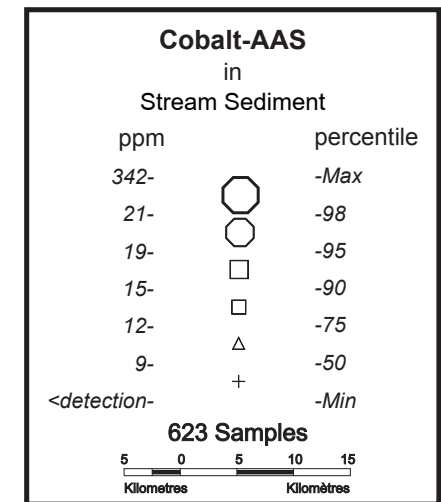 Cobalt-AAS
in
Stream Sediment
ppm percentile
342- -Max
21- -98
19- -95
15- -90
12- -75
9- -50
<detection- -Min
623 Samples
5 0 5 10 15
Kilometres Kilomètres